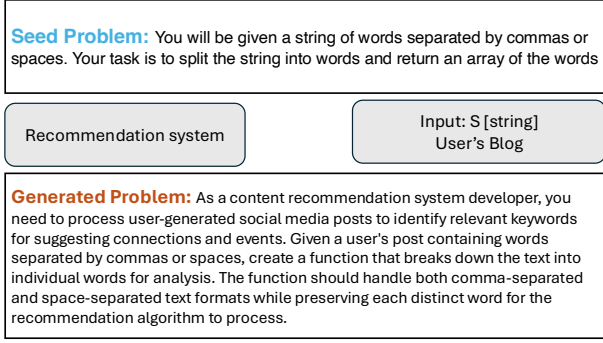 Seed Problem: You will be given a string of words separated by commas or
spaces. Your task is to split the string into words and return an array of the words
Recommendation system
Input: S [string]
User's Blog
Generated Problem: As a content recommendation system developer, you
need to process user-generated social media posts to identify relevant keywords
for suggesting connections and events. Given a user's post containing words
separated by commas or spaces, create a function that breaks down the text into
individual words for analysis. The function should handle both comma-separated
and space-separated text formats while preserving each distinct word for the
recommendation algorithm to process.